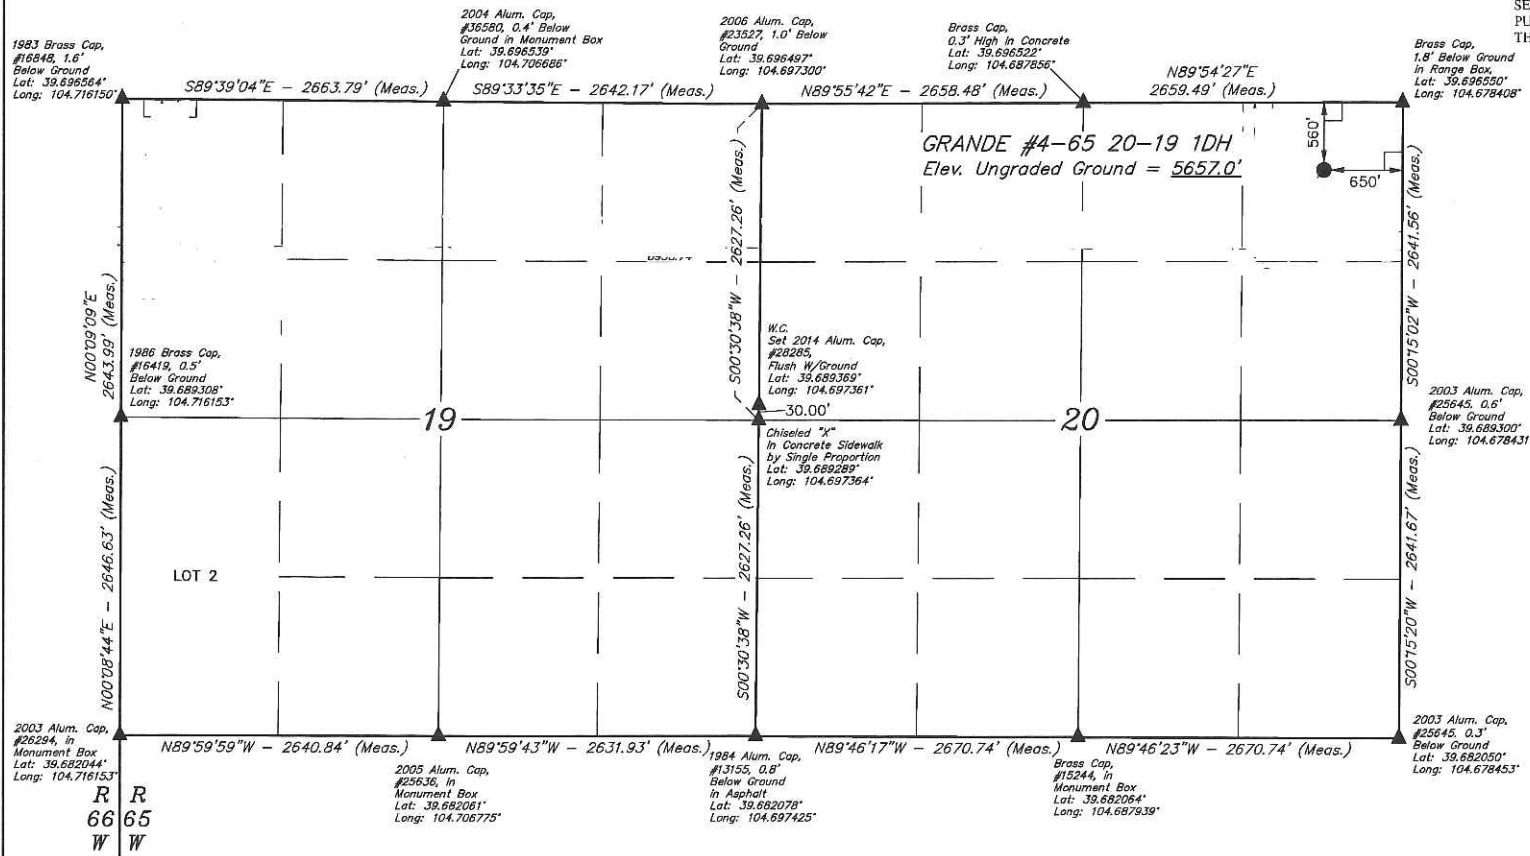 SE
PU
TH
1983 Brass Cap,
#16848, 1.6'
Below Ground
Lat: 39.696564°
Long: 104.716150°
2004 Alum. Cap,
#36580, 0.4' Below
Ground in Monument Box
Lat: 39.696539°
Long: 104.706686°
2006 Alum. Cap,
#23527, 1.0' Below
Ground
Lat: 39.696497°
Long: 104.697300°
Brass Cap,
0.3' High in Concrete
Lat: 39.696522°
Long: 104.687856°
Brass Cap,
1.8' Below Ground
in Range Box,
Lat: 39.696550°
Long: 104.678408°
S89°39'04"E - 2663.79' (Meas.)
S89°33'35"E - 2642.17' (Meas.)
N89°55'42"E - 2658.48' (Meas.)
N89°54'27"E
2659.49' (Meas.)
GRANDE #4-65 20-19 1DH
Elev. Ungraded Ground = 5657.0'
560'
650'
N00°09'09"E
2643.99' (Meas.)
S00°30'38"W - 2627.26' (Meas.)
S00°15'02"W - 2641.56' (Meas.)
1986 Brass Cap,
#16419, 0.5'
Below Ground
Lat: 39.689308°
Long: 104.716153°
W.C.
Set 2014 Alum. Cap,
#28285,
Flush W/Ground
Lat: 39.689369°
Long: 104.697361°
30.00'
19
20
Chiseled "X"
in Concrete Sidewalk
by Single Proportion
Lat: 39.689289°
Long: 104.697364°
2003 Alum. Cap,
#25645, 0.6'
Below Ground
Lat: 39.689300°
Long: 104.678431
N00°08'44"E - 2646.63' (Meas.)
LOT 2
S00°30'38"W - 2627.26' (Meas.)
S00°15'20"W - 2641.67' (Meas.)
2003 Alum. Cap,
#26294, in
Monument Box
Lat: 39.682044°
Long: 104.716153°
N89°59'59"W - 2640.84' (Meas.)
N89°59'43"W - 2631.93' (Meas.)
N89°46'17"W - 2670.74' (Meas.)
N89°46'23"W - 2670.74' (Meas.)
2005 Alum. Cap,
#25636, in
Monument Box
Lat: 39.682061°
Long: 104.706775°
1984 Alum. Cap,
#13155, 0.8'
Below Ground
in Asphalt
Lat: 39.682078°
Long: 104.697425°
Brass Cap,
#15244, in
Monument Box
Lat: 39.682064°
Long: 104.687939°
2003 Alum. Cap,
#25645, 0.3'
Below Ground
Lat: 39.682050°
Long: 104.678453°
R R
66 65
W W